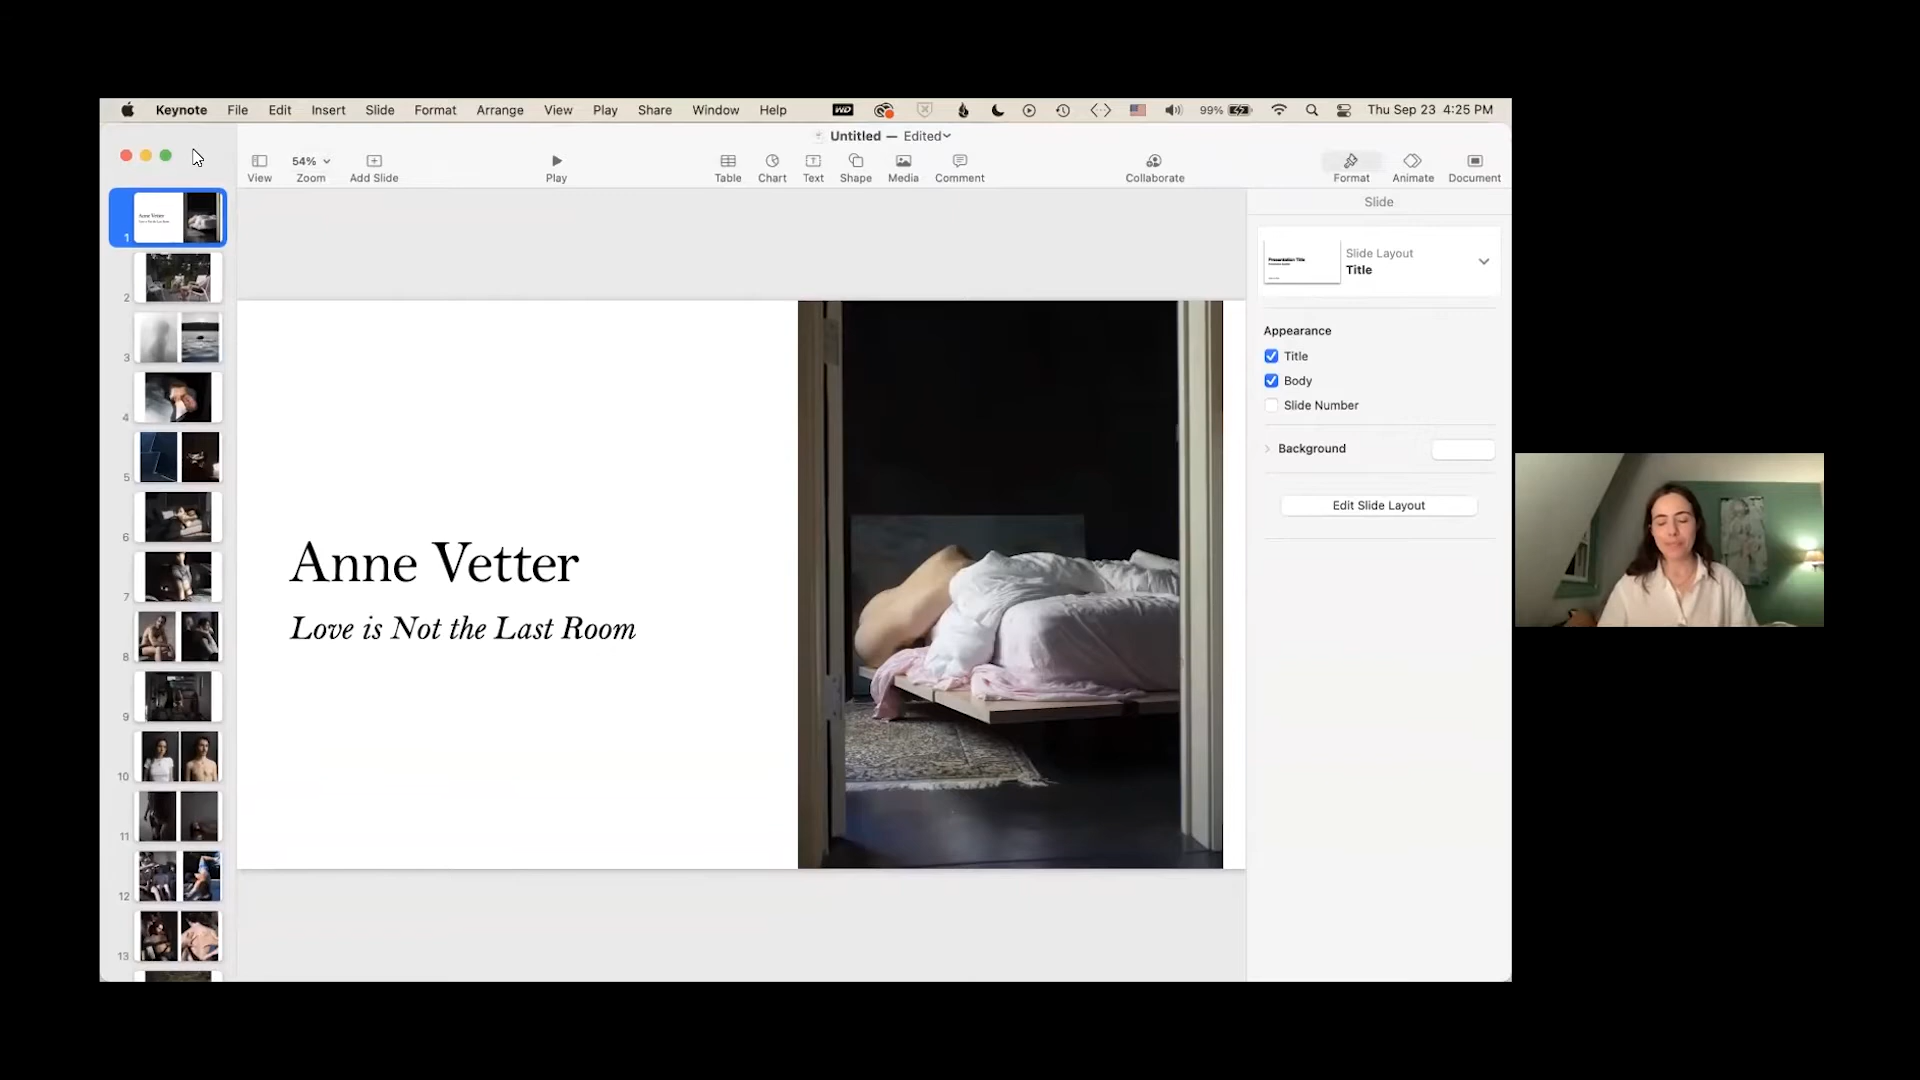 Keynote File Edit Insert Slide Format Arrange View Play Share Window Help WD 99% Thu Sep 23 4:25 PM
Untitled — Edited
54%
View Zoom Add Slide Play Table Chart Text Shape Media Comment Collaborate Format Animate Document
Slide
Slide Layout
Title
Appearance
Title
Body
Slide Number
Background
Edit Slide Layout
1
2
3
4
5
6
7
8
9
10
11
12
13
Anne Vetter
Love is Not the Last Room